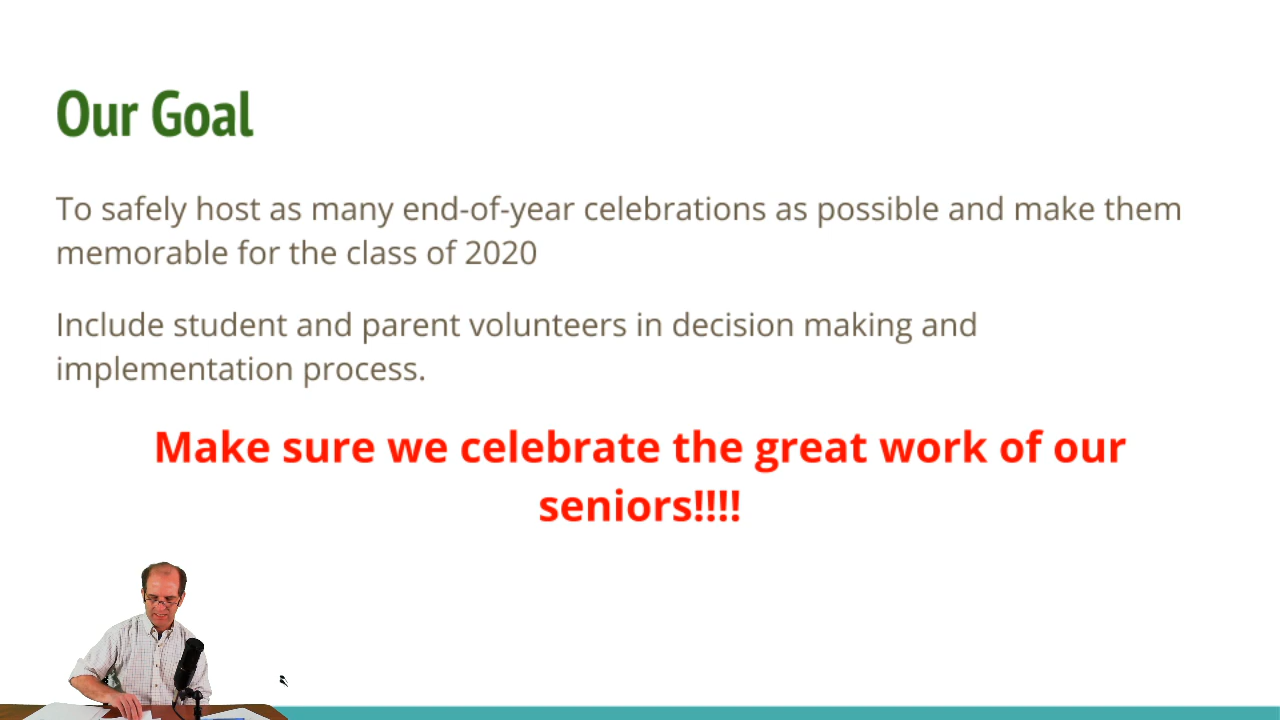 Our Goal
To safely host as many end-of-year celebrations as possible and make them
memorable for the class of 2020
Include student and parent volunteers in decision making and
implementation process.
Make sure we celebrate the great work of our
seniors!!!!